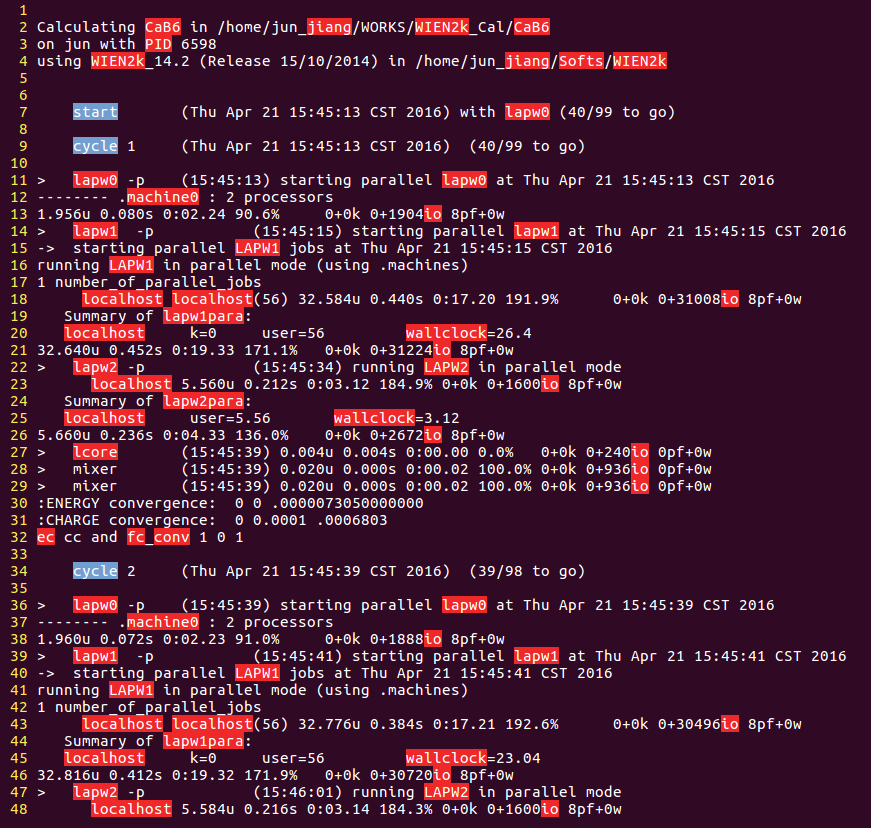 1
2 Calculating CaB6 in /home/jun_jiang/WORKS/WIEN2k_Cal/CaB6
3 on jun with PID 6598
4 using WIEN2k_14.2 (Release 15/10/2014) in /home/jun_jiang/Softs/WIEN2k
5
6
7     start       (Thu Apr 21 15:45:13 CST 2016) with lapw0 (40/99 to go)
8
9     cycle 1     (Thu Apr 21 15:45:13 CST 2016)  (40/99 to go)
10
11 >   lapw0 -p    (15:45:13) starting parallel lapw0 at Thu Apr 21 15:45:13 CST 2016
12 -------- .machine0 : 2 processors
13 1.956u 0.080s 0:02.24 90.6%     0+0k 0+1904io 8pf+0w
14 >   lapw1  -p           (15:45:15) starting parallel lapw1 at Thu Apr 21 15:45:15 CST 2016
15 ->  starting parallel LAPW1 jobs at Thu Apr 21 15:45:15 CST 2016
16 running LAPW1 in parallel mode (using .machines)
17 1 number_of_parallel_jobs
18      localhost localhost(56) 32.584u 0.440s 0:17.20 191.9%      0+0k 0+31008io 8pf+0w
19    Summary of lapw1para:
20    localhost     k=0     user=56         wallclock=26.4
21 32.640u 0.452s 0:19.33 171.1%   0+0k 0+31224io 8pf+0w
22 >   lapw2 -p            (15:45:34) running LAPW2 in parallel mode
23       localhost 5.560u 0.212s 0:03.12 184.9% 0+0k 0+1600io 8pf+0w
24    Summary of lapw2para:
25    localhost     user=5.56       wallclock=3.12
26 5.660u 0.236s 0:04.33 136.0%    0+0k 0+2672io 8pf+0w
27 >   lcore       (15:45:39) 0.004u 0.004s 0:00.00 0.0%   0+0k 0+240io 0pf+0w
28 >   mixer       (15:45:39) 0.020u 0.000s 0:00.02 100.0% 0+0k 0+936io 0pf+0w
29 >   mixer       (15:45:39) 0.020u 0.000s 0:00.02 100.0% 0+0k 0+936io 0pf+0w
30 :ENERGY convergence:  0 0 .0000073050000000
31 :CHARGE convergence:  0 0.0001 .0006803
32 ec cc and fc_conv 1 0 1
33
34     cycle 2     (Thu Apr 21 15:45:39 CST 2016)  (39/98 to go)
35
36 >   lapw0 -p    (15:45:39) starting parallel lapw0 at Thu Apr 21 15:45:39 CST 2016
37 -------- .machine0 : 2 processors
38 1.960u 0.072s 0:02.23 91.0%     0+0k 0+1888io 8pf+0w
39 >   lapw1  -p           (15:45:41) starting parallel lapw1 at Thu Apr 21 15:45:41 CST 2016
40 ->  starting parallel LAPW1 jobs at Thu Apr 21 15:45:41 CST 2016
41 running LAPW1 in parallel mode (using .machines)
42 1 number_of_parallel_jobs
43      localhost localhost(56) 32.776u 0.384s 0:17.21 192.6%      0+0k 0+30496io 8pf+0w
44    Summary of lapw1para:
45    localhost     k=0     user=56         wallclock=23.04
46 32.816u 0.412s 0:19.32 171.9%   0+0k 0+30720io 8pf+0w
47 >   lapw2 -p            (15:46:01) running LAPW2 in parallel mode
48       localhost 5.584u 0.216s 0:03.14 184.3% 0+0k 0+1600io 8pf+0w